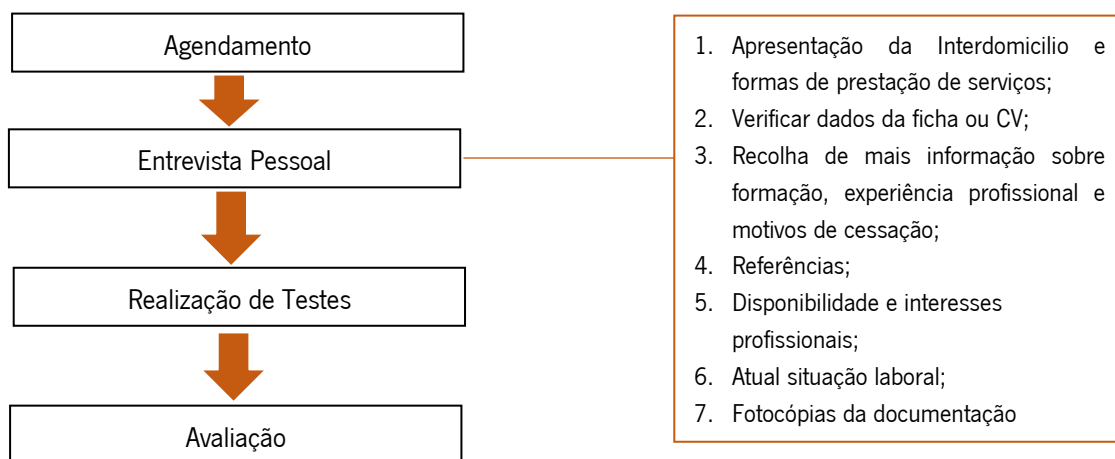 Agendamento
Entrevista Pessoal
Realização de Testes
Avaliação
1. Apresentação da Interdomicilio e
formas de prestação de serviços;
2. Verificar dados da ficha ou CV;
3. Recolha de mais informação sobre
formação, experiência profissional e
motivos de cessação;
4. Referências;
5. Disponibilidade e interesses
profissionais;
6. Atual situação laboral;
7. Fotocópias da documentação